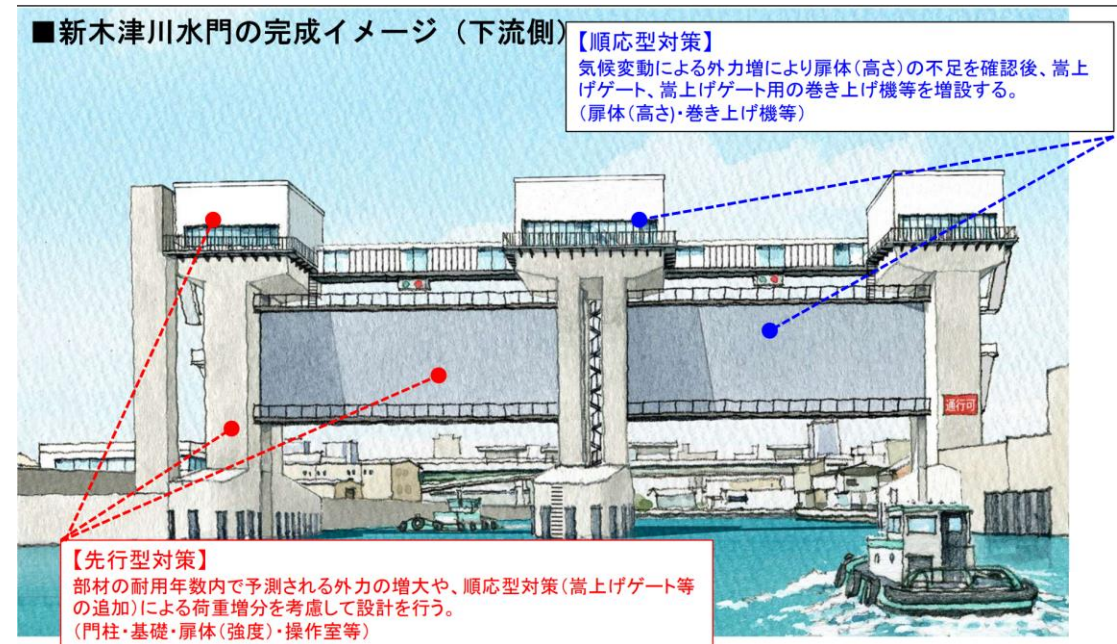 ■新木津川水門の完成イメージ（下流側）
【順応型対策】
気候変動による外力増により扉体（高さ）の不足を確認後、嵩上
げゲート、嵩上げゲート用の巻き上げ機等を増設する。
（扉体（高さ）・巻き上げ機等）
通行可
【先行型対策】
部材の耐用年数内で予測される外力の増大や、順応型対策（嵩上げゲート等
の追加）による荷重増分を考慮して設計を行う。
（門柱・基礎・扉体（強度）・操作室等）